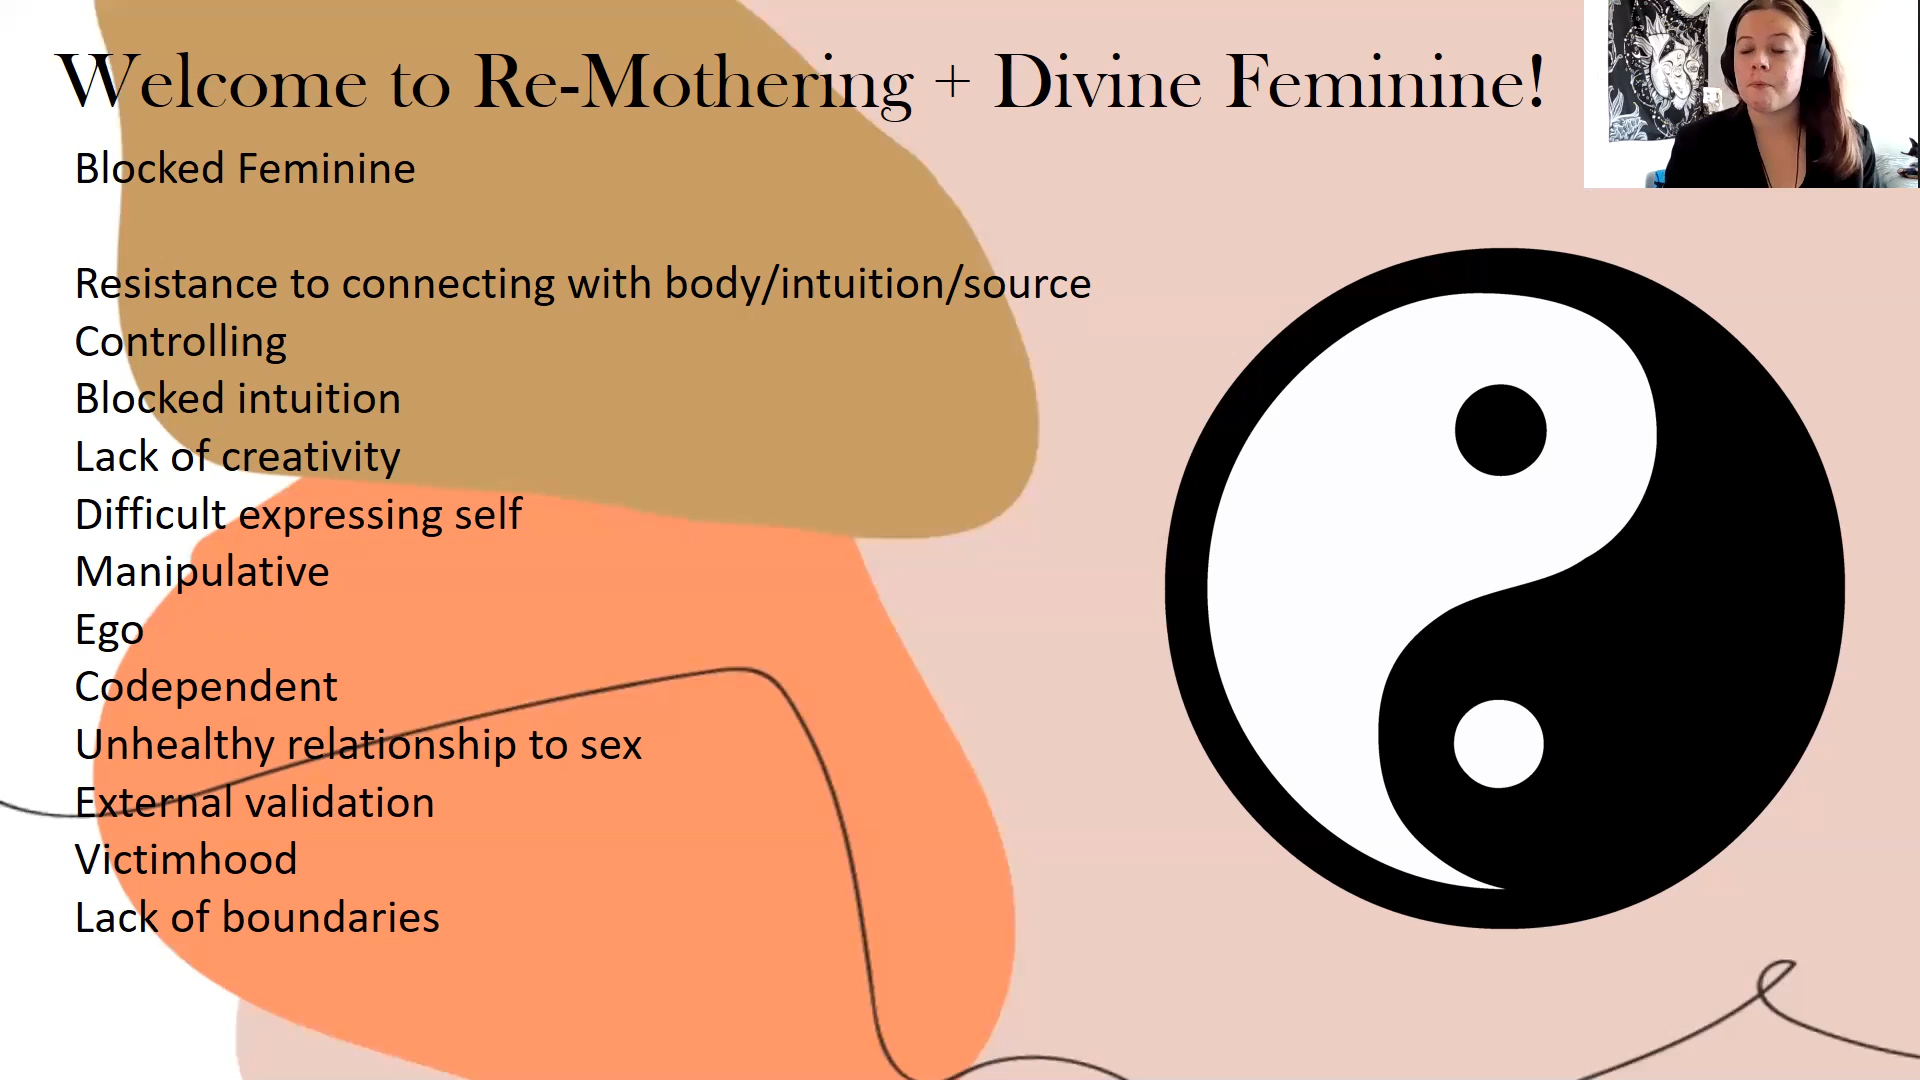 Welcome to Re-Mothering + Divine Feminine!
Blocked Feminine
Resistance to connecting with body/intuition/source
Controlling
Blocked intuition
Lack of creativity
Difficult expressing self
Manipulative
Ego
Codependent
Unhealthy relationship to sex
External validation
Victimhood
Lack of boundaries